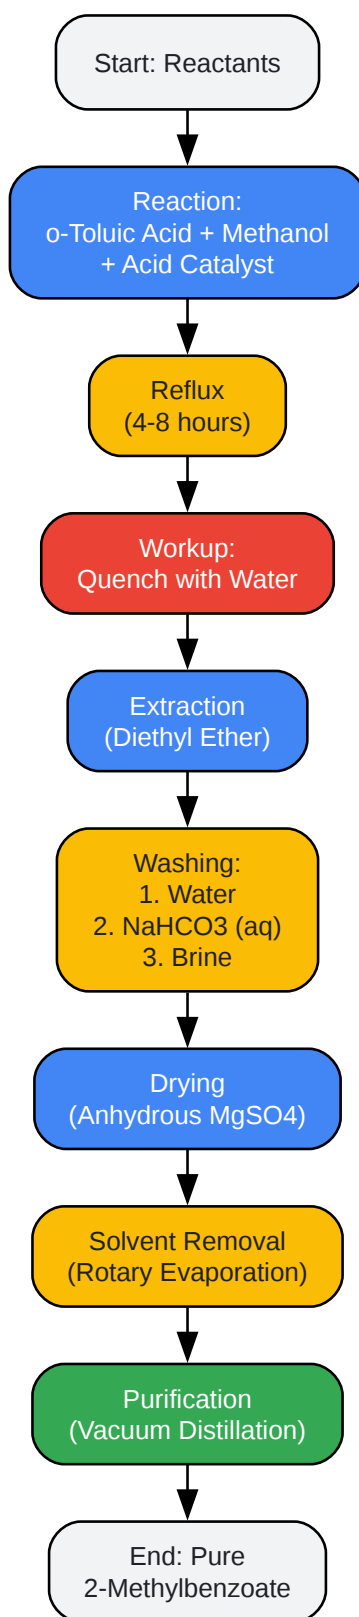 Start: Reactants
Reaction:
o-Toluic Acid + Methanol
+ Acid Catalyst
Reflux
(4-8 hours)
Workup:
Quench with Water
Extraction
(Diethyl Ether)
Washing:
1. Water
2. NaHCO3 (aq)
3. Brine
Drying
(Anhydrous MgSO4)
Solvent Removal
(Rotary Evaporation)
Purification
(Vacuum Distillation)
End: Pure
2-Methylbenzoate